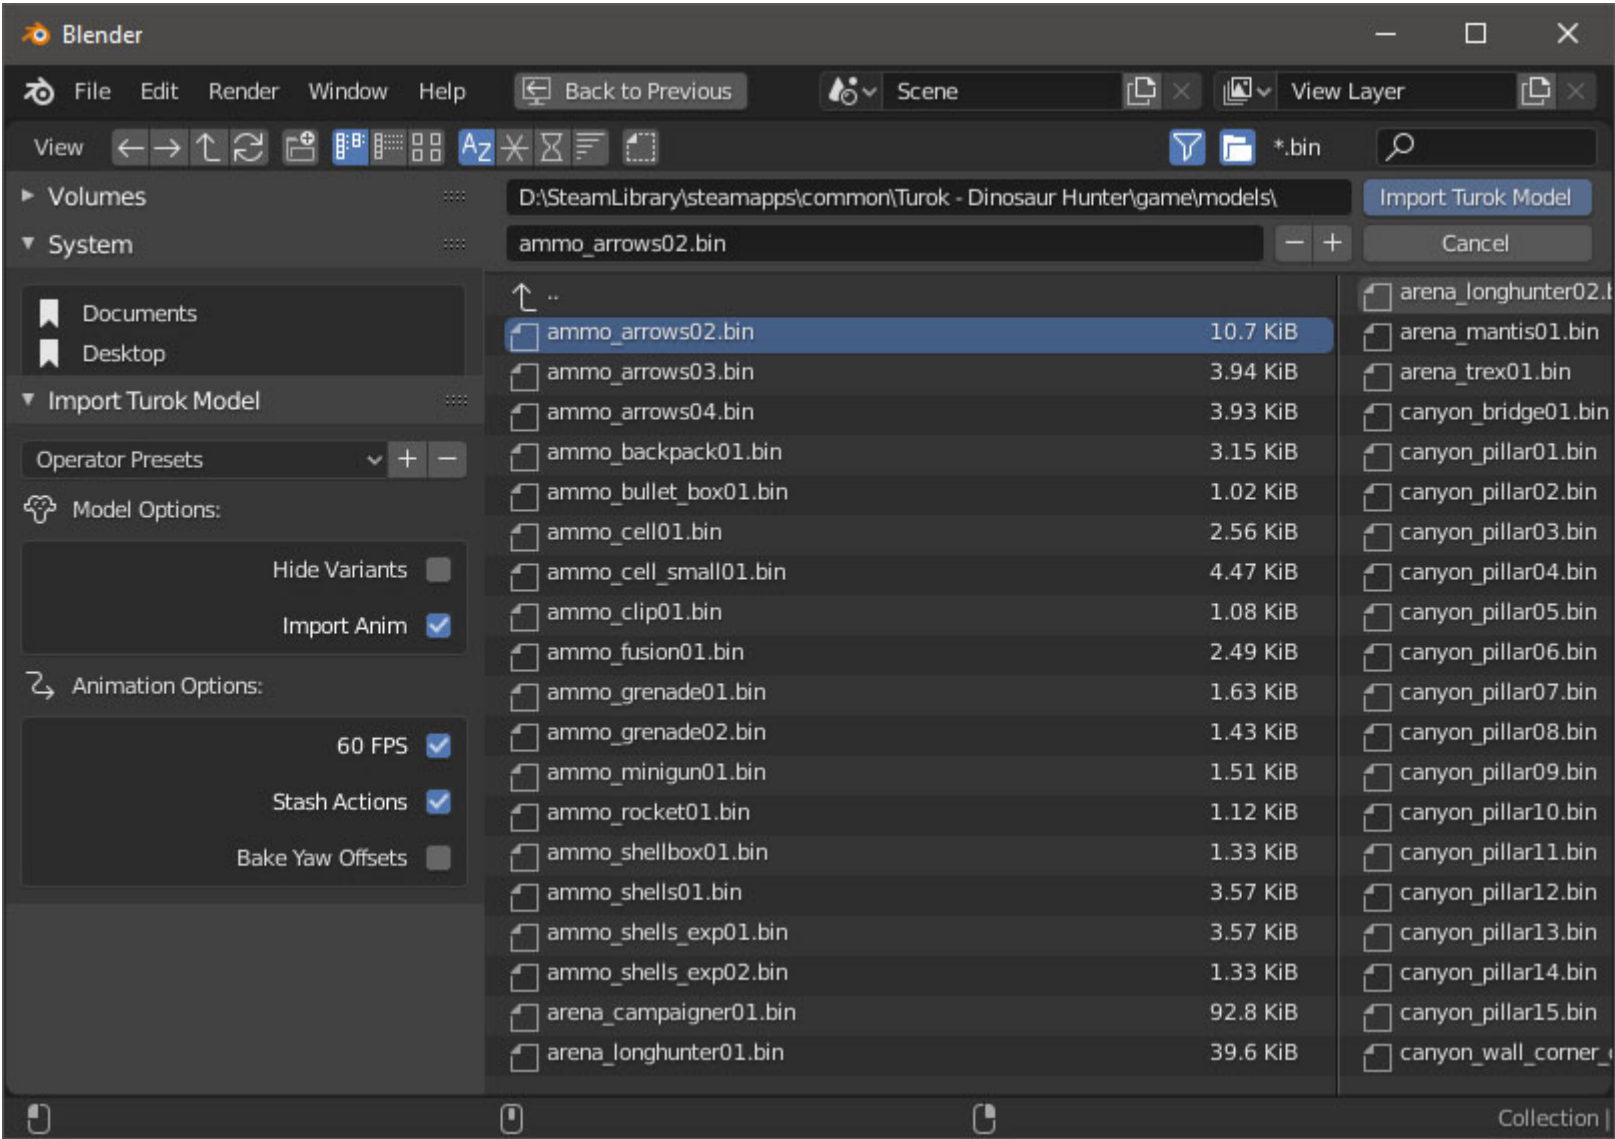 Blender
File Edit Render Window Help Back to Previous Scene View Layer
View *.bin
Volumes
System
Documents
Desktop
Import Turok Model
Operator Presets
Model Options:
Hide Variants
Import Anim
Animation Options:
60 FPS
Stash Actions
Bake Yaw Offsets
D:\SteamLibrary\steamapps\common\Turok - Dinosaur Hunter\game\models\ Import Turok Model
ammo_arrows02.bin Cancel
..
ammo_arrows02.bin 10.7 KiB
ammo_arrows03.bin 3.94 KiB
ammo_arrows04.bin 3.93 KiB
ammo_backpack01.bin 3.15 KiB
ammo_bullet_box01.bin 1.02 KiB
ammo_cell01.bin 2.56 KiB
ammo_cell_small01.bin 4.47 KiB
ammo_clip01.bin 1.08 KiB
ammo_fusion01.bin 2.49 KiB
ammo_grenade01.bin 1.63 KiB
ammo_grenade02.bin 1.43 KiB
ammo_minigun01.bin 1.51 KiB
ammo_rocket01.bin 1.12 KiB
ammo_shellbox01.bin 1.33 KiB
ammo_shells01.bin 3.57 KiB
ammo_shells_exp01.bin 3.57 KiB
ammo_shells_exp02.bin 1.33 KiB
arena_campaigner01.bin 92.8 KiB
arena_longhunter01.bin 39.6 KiB
arena_longhunter02.b
arena_mantis01.bin
arena_trex01.bin
canyon_bridge01.bin
canyon_pillar01.bin
canyon_pillar02.bin
canyon_pillar03.bin
canyon_pillar04.bin
canyon_pillar05.bin
canyon_pillar06.bin
canyon_pillar07.bin
canyon_pillar08.bin
canyon_pillar09.bin
canyon_pillar10.bin
canyon_pillar11.bin
canyon_pillar12.bin
canyon_pillar13.bin
canyon_pillar14.bin
canyon_pillar15.bin
canyon_wall_corner_
Collection |